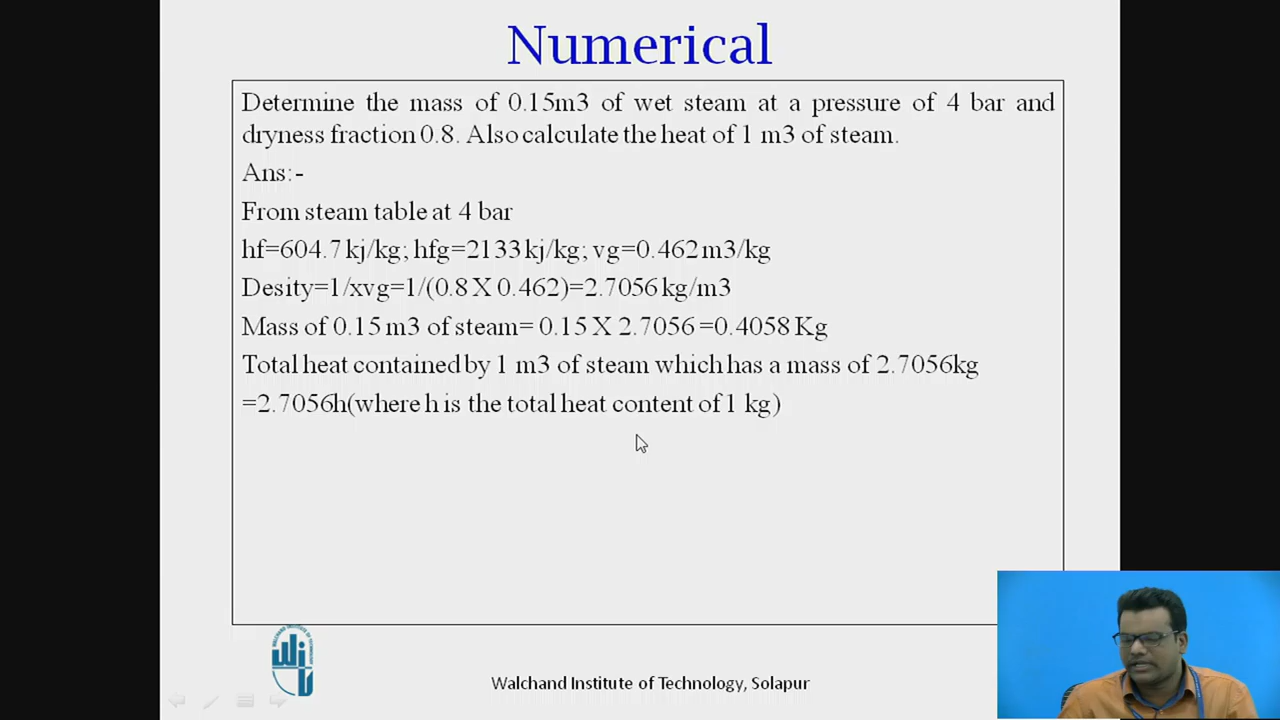 Numerical
Determine the mass of 0.15m3 of wet steam at a pressure of 4 bar and
dryness fraction 0.8. Also calculate the heat of 1 m3 of steam.
Ans:-
From steam table at 4 bar
hf=604.7 kj/kg; hfg=2133 kj/kg; vg=0.462 m3/kg
Desity=1/xvg=1/(0.8 X 0.462)=2.7056 kg/m3
Mass of 0.15 m3 of steam= 0.15 X 2.7056 =0.4058 Kg
Total heat contained by 1 m3 of steam which has a mass of 2.7056kg
=2.7056h(where h is the total heat content of 1 kg)
Walchand Institute of Technology, Solapur